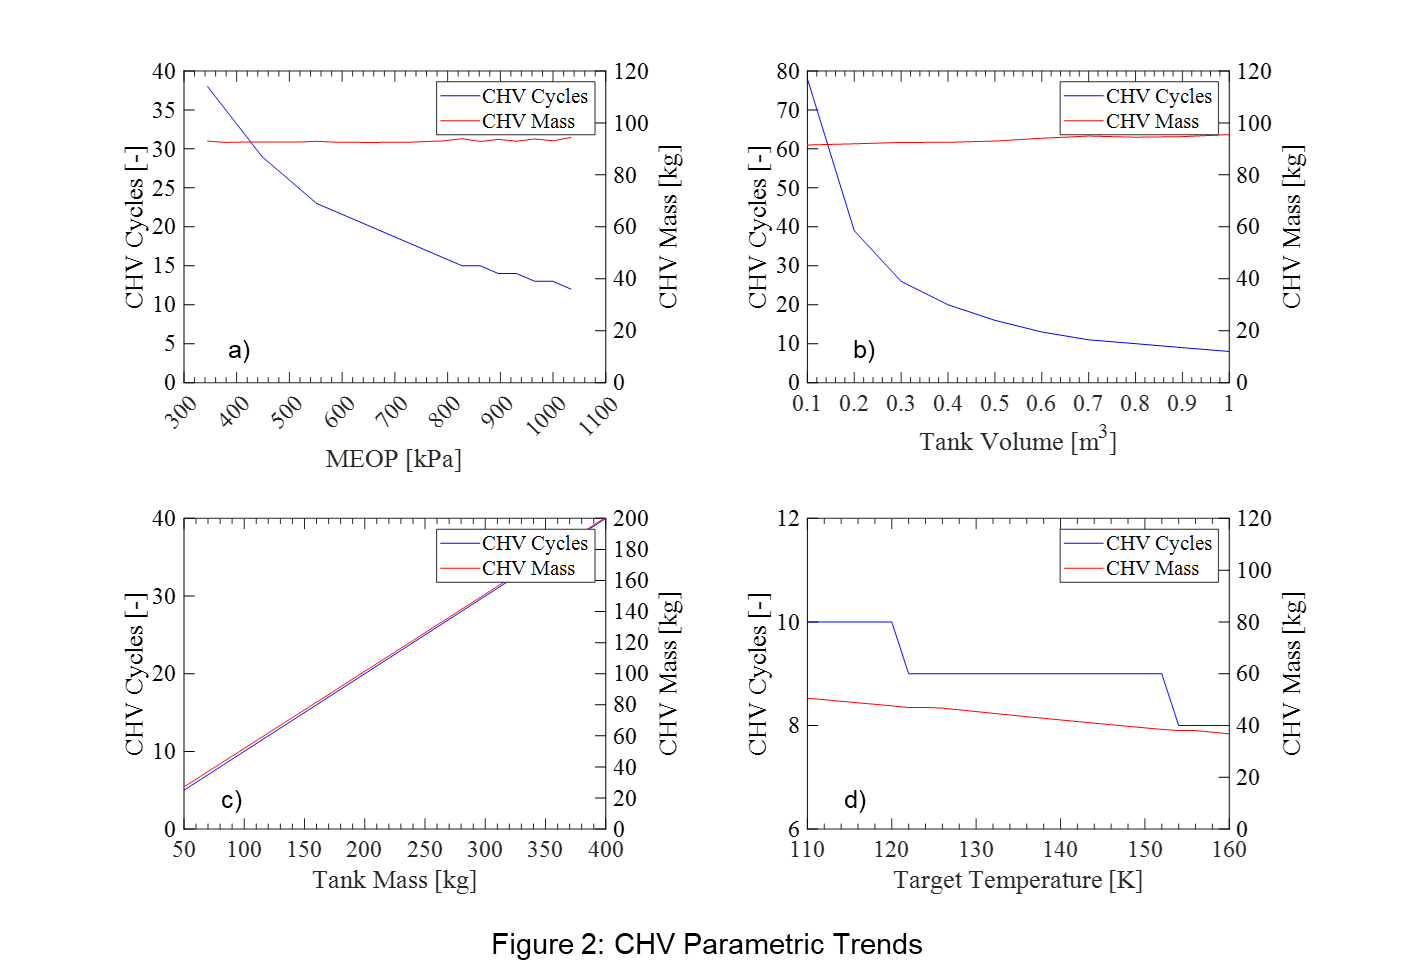 40
35
30
25
20
15
10
5
0
CHV Cycles [-]
120
100
80
60
40
20
0
CHV Mass [kg]
CHV Cycles
CHV Mass
a)
300 400 500 600 700 800 900 1000 1100
MEOP [kPa]
80
70
60
50
40
30
20
10
0
CHV Cycles [-]
120
100
80
60
40
20
0
CHV Mass [kg]
CHV Cycles
CHV Mass
b)
0.1 0.2 0.3 0.4 0.5 0.6 0.7 0.8 0.9 1
Tank Volume [m³]
40
30
20
10
0
CHV Cycles [-]
200
180
160
140
120
100
80
60
40
20
0
CHV Mass [kg]
CHV Cycles
CHV Mass
c)
50 100 150 200 250 300 350 400
Tank Mass [kg]
12
10
8
6
CHV Cycles [-]
120
100
80
60
40
20
0
CHV Mass [kg]
CHV Cycles
CHV Mass
d)
110 120 130 140 150 160
Target Temperature [K]
Figure 2: CHV Parametric Trends